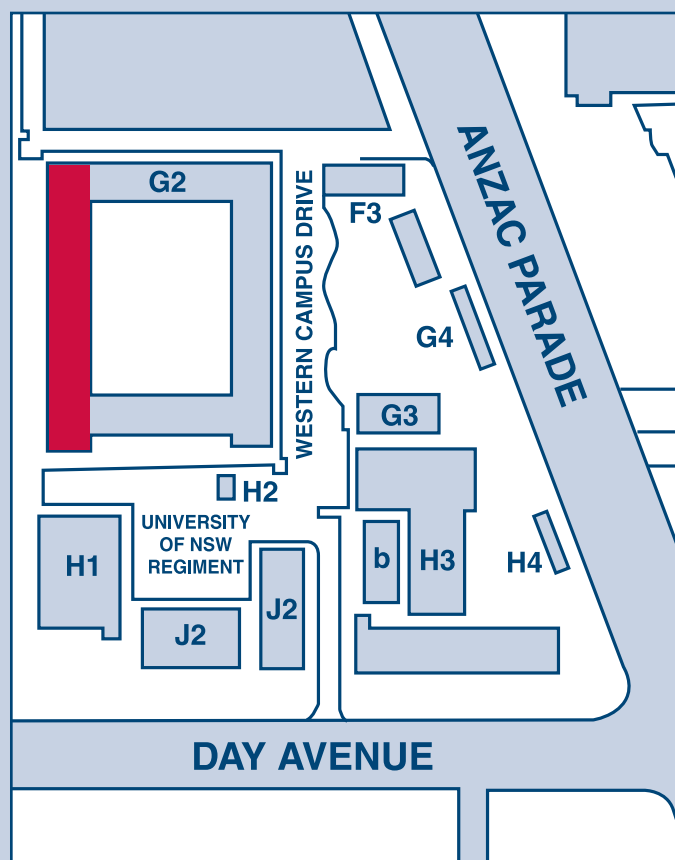 G2
WESTERN CAMPUS DRIVE
F3
ANZAC PARADE
G4
G3
H2
UNIVERSITY
OF NSW
REGIMENT
H1
b
H3
H4
J2
J2
DAY AVENUE